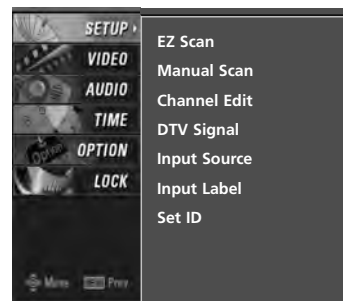 SETUP
VIDEO
AUDIO
TIME
OPTION
LOCK
Move Prev
EZ Scan
Manual Scan
Channel Edit
DTV Signal
Input Source
Input Label
Set ID